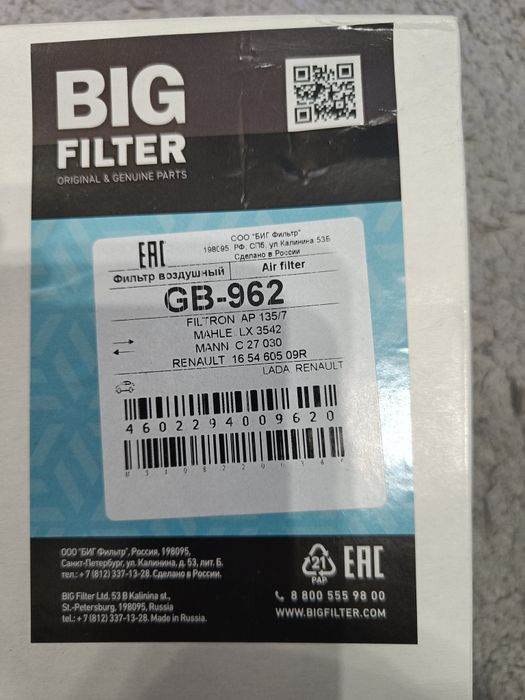 BIG
FILTER
ORIGINAL & GENUINE PARTS
EAC
ООО "БИГ Фильтр"
198095, РФ, СПб, ул Калинина 53Б
Сделано в России
Фильтр воздушный
Air filter
GB-962
FILTRON AP 135/7
MAHLE LX 3542
MANN C 27 030
RENAULT 16 54 605 09R
LADA RENAULT
4602294009620
ООО "БИГ Фильтр", Россия, 198095,
Санкт-Петербург, ул. Калинина, д. 53, лит. Б.
тел.: +7 (812) 337-13-28. Сделано в России.
BIG Filter Ltd, 53 B Kalinina st.,
St.-Petersburg, 198095, Russia
tel.: +7 (812) 337-13-28. Made in Russia.
21
PAP
EAC
8 800 555 98 00
WWW.BIGFILTER.COM